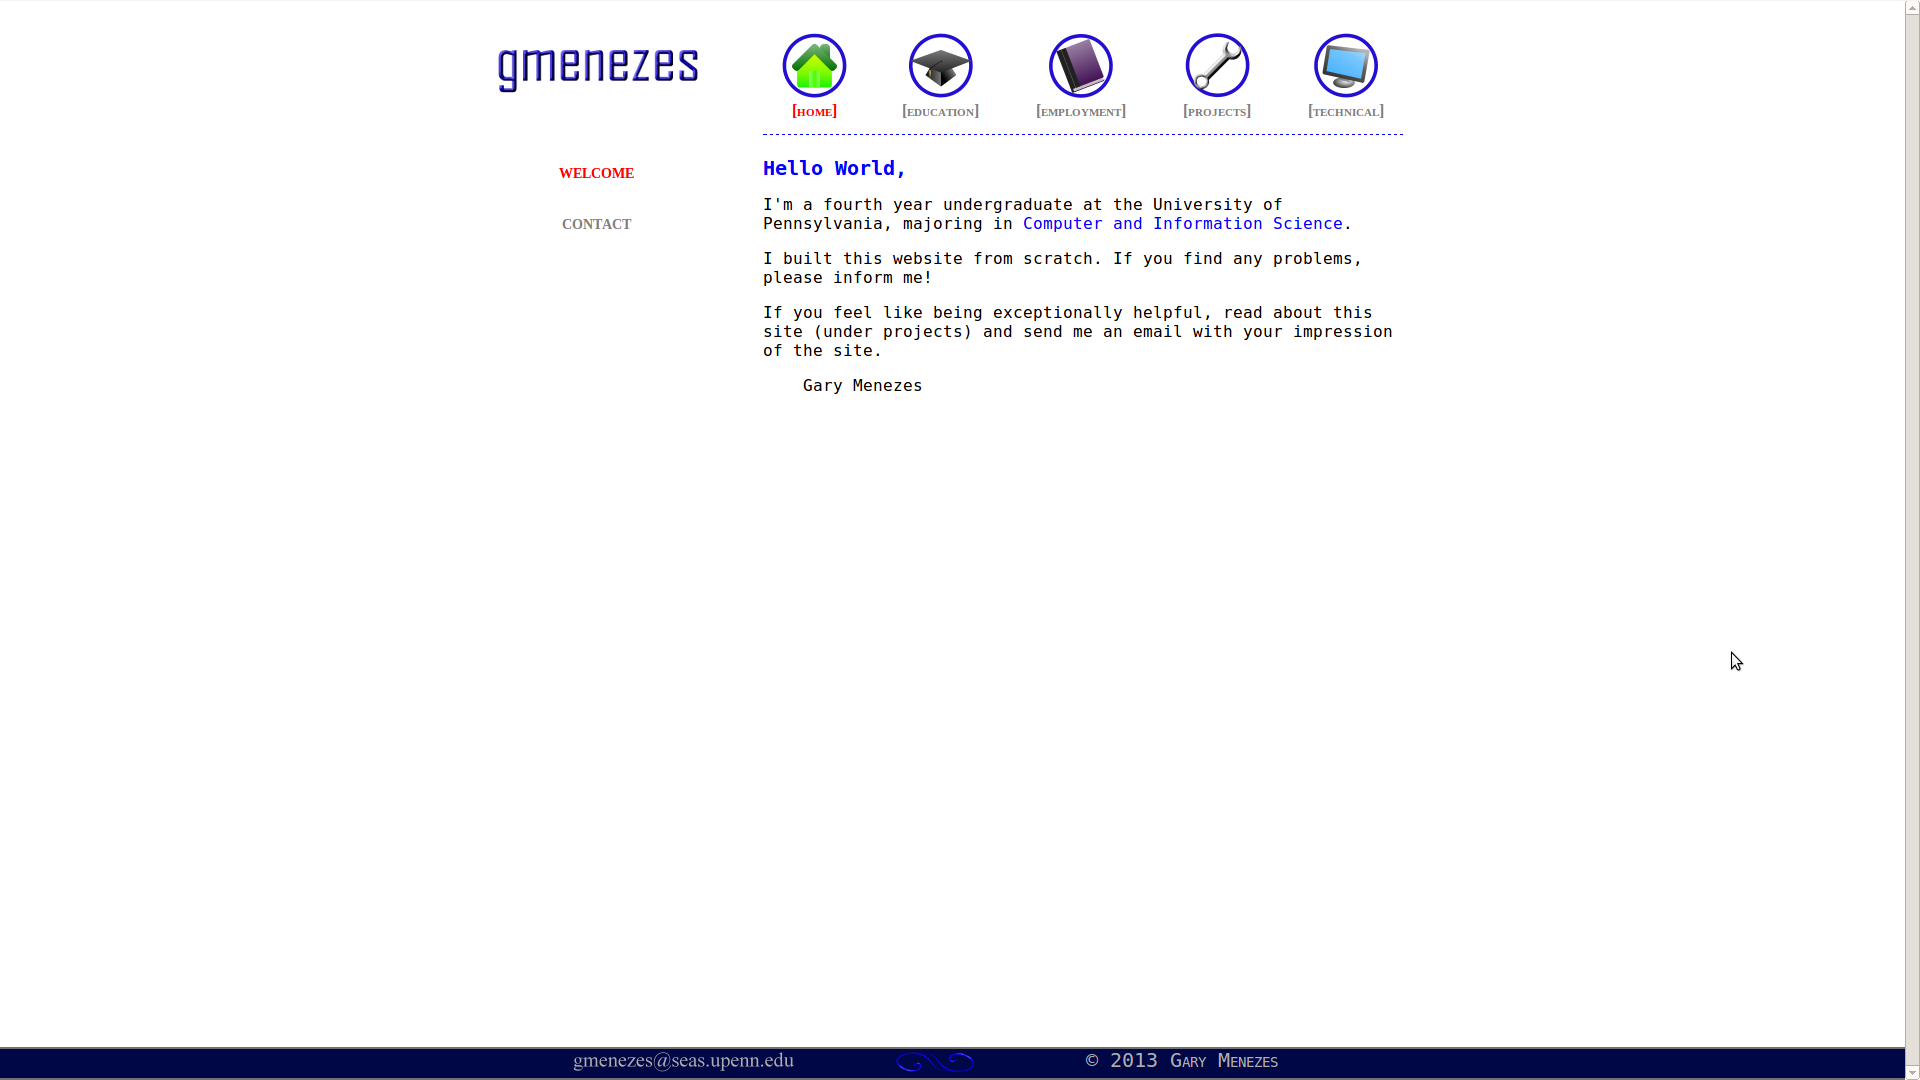 gmenezes
[HOME] [EDUCATION] [EMPLOYMENT] [PROJECTS] [TECHNICAL]
WELCOME
CONTACT
Hello World,
I'm a fourth year undergraduate at the University of
Pennsylvania, majoring in Computer and Information Science.
I built this website from scratch. If you find any problems,
please inform me!
If you feel like being exceptionally helpful, read about this
site (under projects) and send me an email with your impression
of the site.
Gary Menezes
gmenezes@seas.upenn.edu
© 2013 Gary Menezes